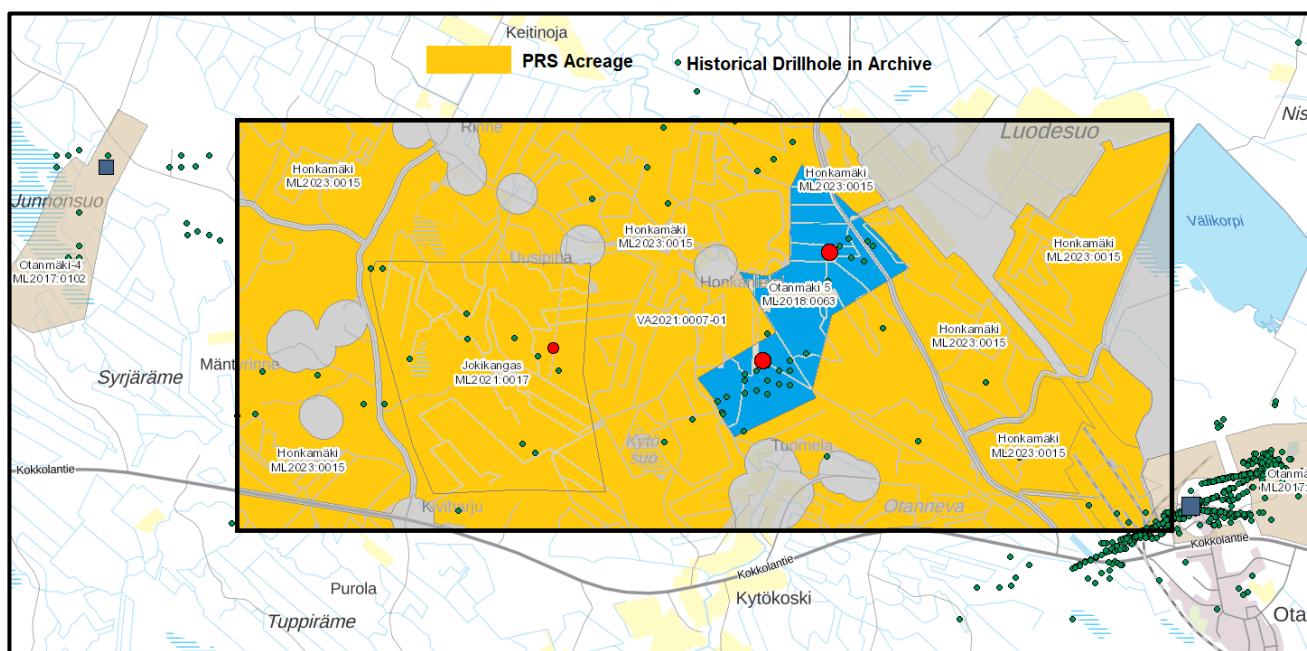 Keitinoja
PRS Acreage
Historical Drillhole in Archive
Nis
Rinne
Luodesuo
Honkamäki
ML2023:0015
Honkamäki
ML2023:0015
Junnonsuo
Välikorpi
Honkamäki
ML2023:0015
Honkamäki
ML2023:0015
Uusipiha
Otanmäki-4
ML2017:0102
Otanmäki 5
ML2018:0063
VA2021:0007-01
Honkamäki
ML2023:0015
Mäntyrinne
Syrjäräme
Jokikangas
ML2021:0017
Honkamäki
ML2023:0015
Kyto
suo
Tuomela
Honkamäki
ML2023:0015
Kokkolantie
Otanm
ML2017:
Kiviharju
Otanneva
Kokkolantie
Kokkolantie
Purola
Kytökoski
Tuppiräme
Ota